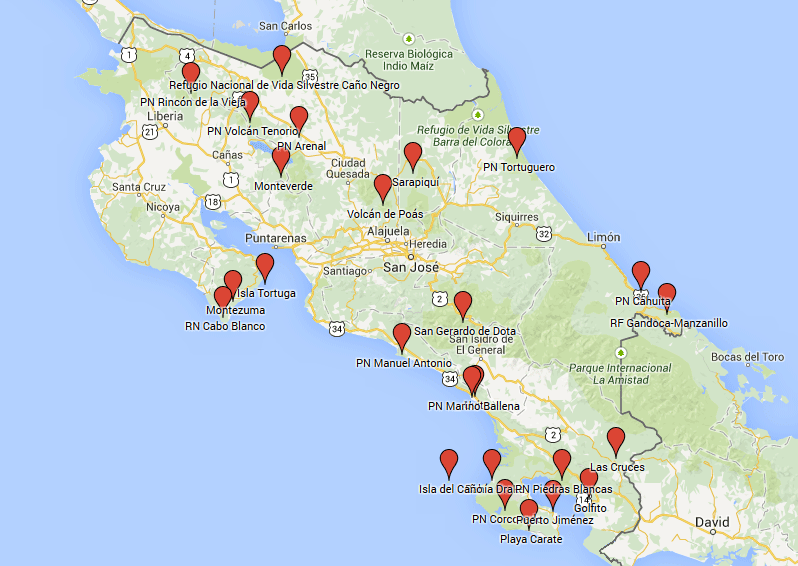 San Carlos
Reserva Biológica
Indio Maíz
1
4
35
Refugio Nacional de Vida Silvestre Caño Negro
PN Rincón de la Vieja
Liberia
21
PN Volcán Tenorio
PN Arenal
Refugio de Vida Silvestre
Barra del Colora
PN Tortuguero
Cañas
Ciudad
Quesada
Sarapiquí
1
Monteverde
Santa Cruz
Nicoya
18
Volcán de Poás
Siquirres
32
Limón
Puntarenas
Alajuela
Heredia
Santiago
San José
Isla Tortuga
Montezuma
RN Cabo Blanco
2
34
San Gerardo de Dota
San Isidro de
El General
PN Cahuita
36
RF Gandoca-Manzanillo
PN Manuel Antonio
34
Parque Internacional
La Amistad
Bocas del Toro
PN Marino Ballena
2
Las Cruces
Isla del Caño
PN Piedras Blancas
14
Golfito
PN Corco
Puerto Jiménez
Playa Carate
David